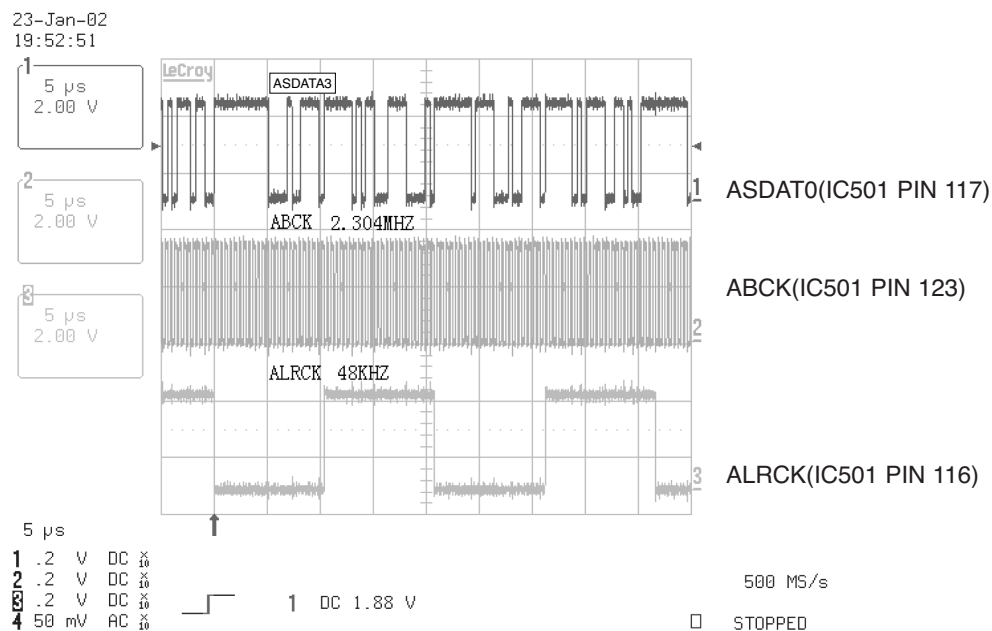 23-Jan-02
19:52:51
1
5 µs
2.00 V
2
5 µs
2.00 V
3
5 µs
2.00 V
LeCroy
ASDATA3
1
ASDAT0(IC501 PIN 117)
ABCK 2.304MHZ
ABCK(IC501 PIN 123)
2
ALRCK 48KHZ
3
ALRCK(IC501 PIN 116)
5 µs
1 .2 V DC X10
2 .2 V DC X10
3 .2 V DC X10
4 50 mV AC X10
1 DC 1.88 V
500 MS/s
STOPPED